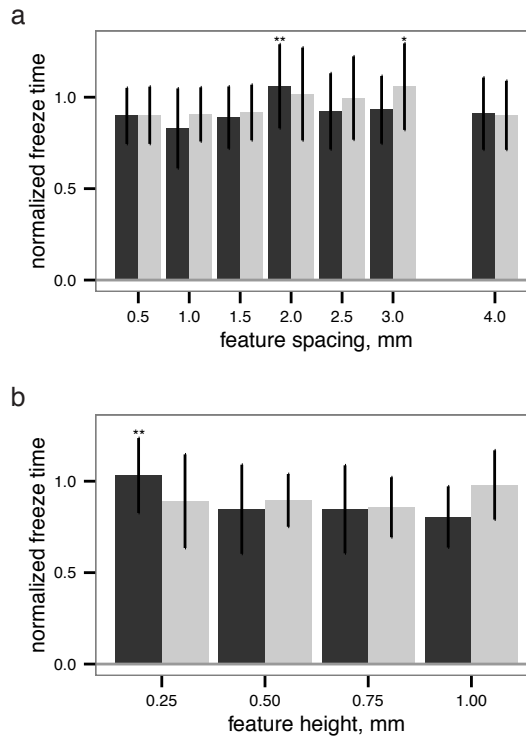 a
**
*
normalized freeze time
1.0
0.5
0.0
0.5 1.0 1.5 2.0 2.5 3.0 4.0
feature spacing, mm
b
**
normalized freeze time
1.0
0.5
0.0
0.25 0.50 0.75 1.00
feature height, mm